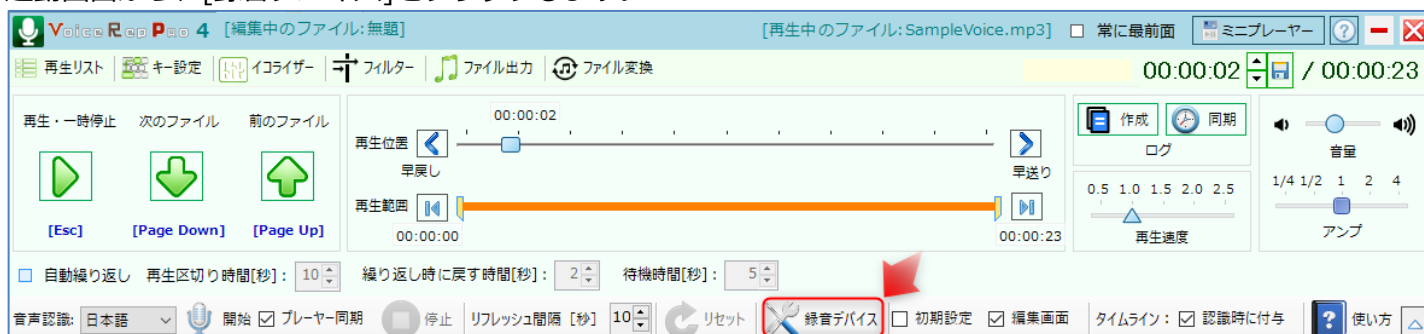 Voice Rep Pro 4 [編集中のファイル:無題] [再生中のファイル:SampleVoice.mp3] 常に最前面 ミニプレーヤー ?
再生リスト キー設定 イコライザー フィルター ファイル出力 ファイル変換 00:00:02 / 00:00:23
再生・一時停止 次のファイル 前のファイル
[Esc] [Page Down] [Page Up]
00:00:02
再生位置
早戻し 早送り
再生範囲
00:00:00 00:00:23
作成 同期
ログ
0.5 1.0 1.5 2.0 2.5
再生速度
音量
1/4 1/2 1 2 4
アンプ
自動繰り返し 再生区切り時間[秒]: 10 繰り返し時に戻す時間[秒]: 2 待機時間[秒]: 5
音声認識: 日本語 開始 プレーヤー同期 停止 リフレッシュ間隔 [秒] 10 リセット 録音デバイス 初期設定 編集画面 タイムライン: 認識時に付与 ? 使い方